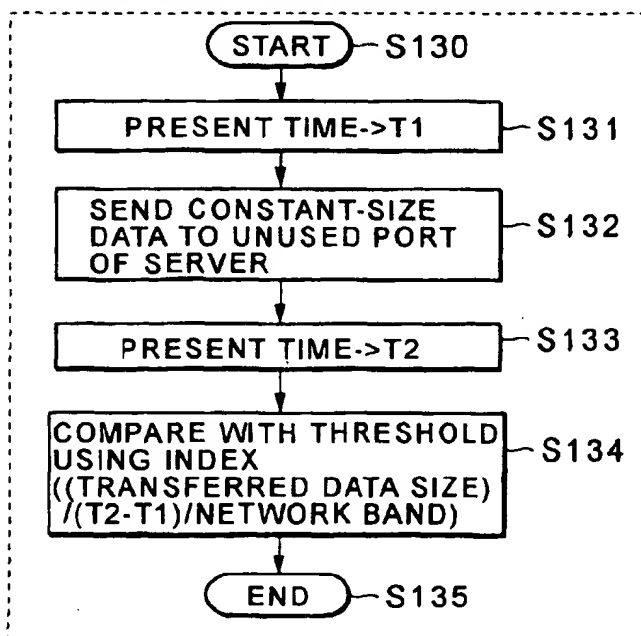 START
S130
PRESENT TIME->T1
S131
SEND CONSTANT-SIZE
DATA TO UNUSED PORT
OF SERVER
S132
PRESENT TIME->T2
S133
COMPARE WITH THRESHOLD
USING INDEX
((TRANSFERRED DATA SIZE)
/(T2-T1)/NETWORK BAND)
S134
END
S135